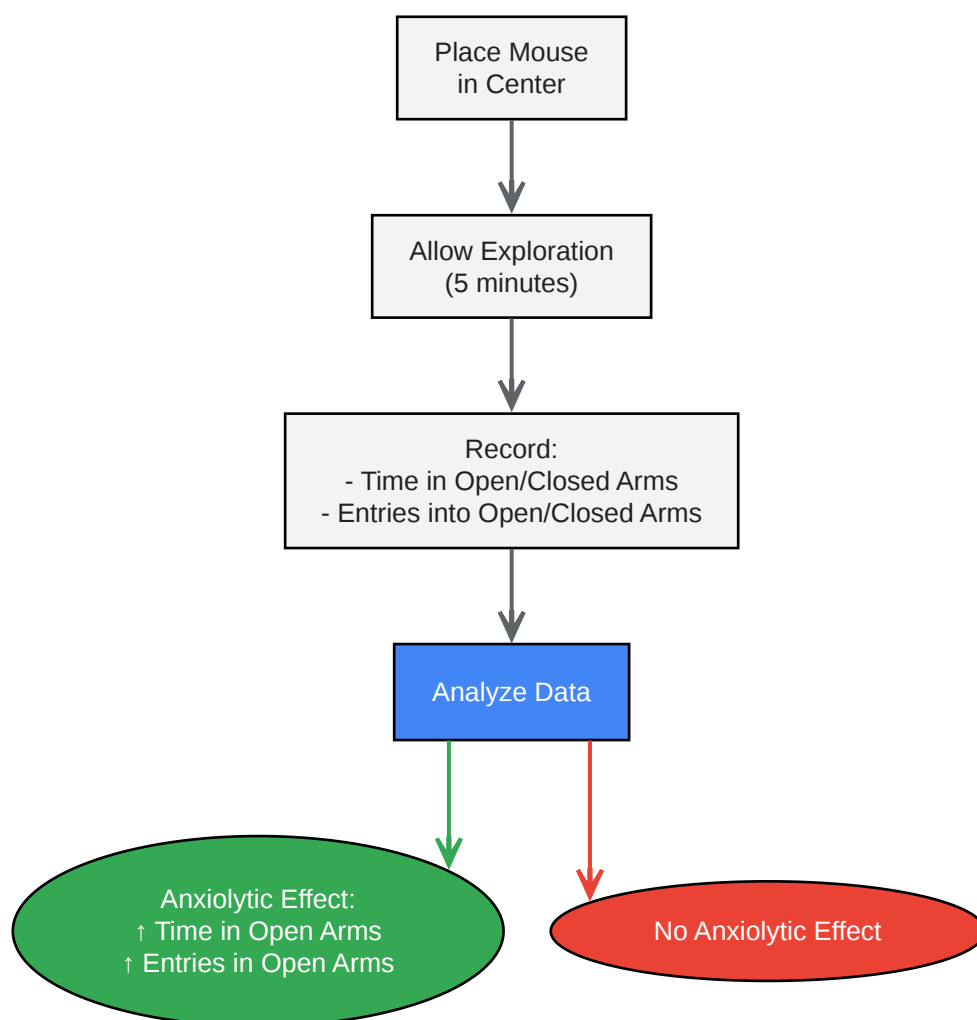 Place Mouse
in Center
Allow Exploration
(5 minutes)
Record:
- Time in Open/Closed Arms
- Entries into Open/Closed Arms
Analyze Data
Anxiolytic Effect:
↑ Time in Open Arms
↑ Entries in Open Arms
No Anxiolytic Effect